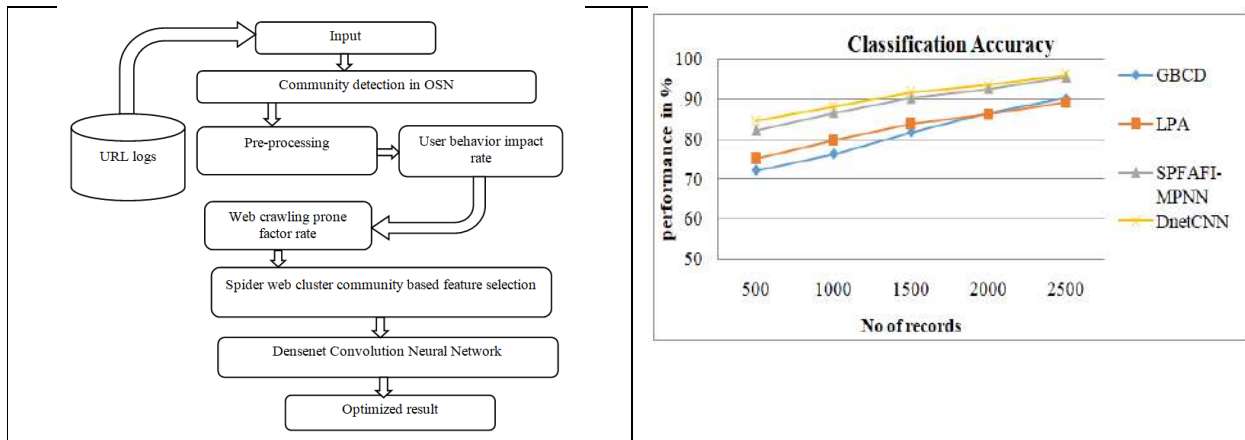 Input
Community detection in OSN
URL logs
Pre-processing
User behavior impact
rate
Web crawling prone
factor rate
Spider web cluster community based feature selection
Densenet Convolution Neural Network
Optimized result
Classification Accuracy
performance in %
100
90
80
70
60
50
500 1000 1500 2000 2500
No of records
GBCD
LPA
SPFAFI-
MPNN
DnetCNN